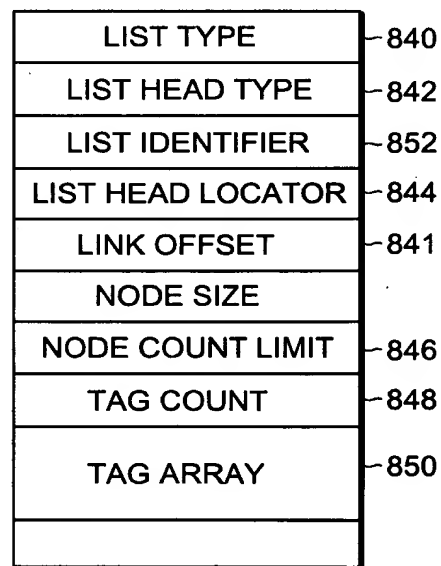 LIST TYPE ~840
LIST HEAD TYPE ~842
LIST IDENTIFIER ~852
LIST HEAD LOCATOR ~844
LINK OFFSET ~841
NODE SIZE
NODE COUNT LIMIT ~846
TAG COUNT ~848
TAG ARRAY ~850